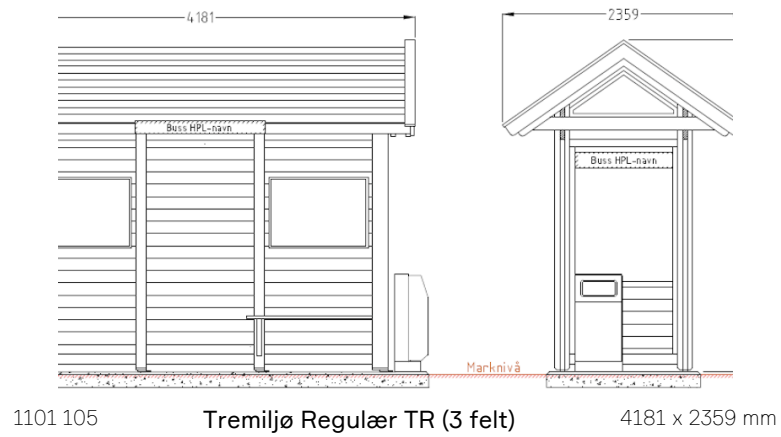 4181
2359
Buss HPL-navn
Buss HPL-navn
Marknivå
1101 105
Tremiljø Regulær TR (3 felt)
4181 x 2359 mm